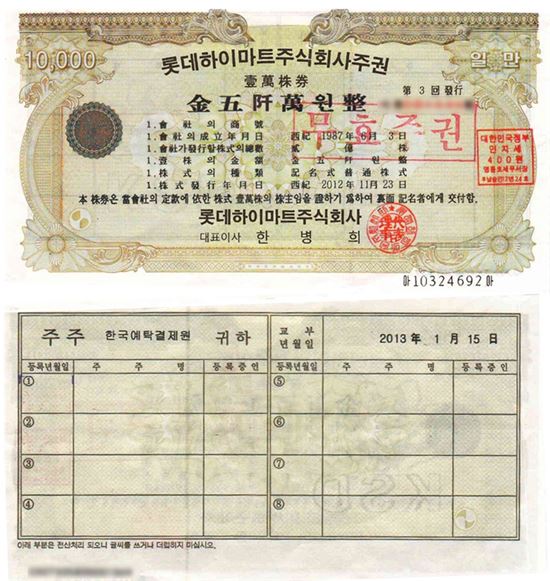 10,000
일만
롯데하이마트주식회사주권
壹萬株券
第 3 回 發行
金五阡萬원整
무효주권
1. 會社의 商號
1. 會社의 成立年月日 西紀 1987年 6月 3日
1. 會社가 發行할 株式의 總數 貳億株
1. 壹株의 金額 金五阡원整
1. 株式의 種類 記名式普通株式
1. 株式發行年月日 西紀 2012年 11月 23日
대한민국정부
인지세
400원
本 株券은 當會社의 定款에 依한 株式 壹萬株의 株主임을 證하기 爲하여 裏面 記名者에게 交付함.
롯데하이마트주식회사
대표이사 한병희
마10324692마
주주 한국예탁결제원 귀하
교부년월일 2013年 1月 15日
등록년월일 주주명 등록증인 등록년월일 주주명 등록증인
① ⑤
② ⑥
③ ⑦
④ ⑧
KSD
아래 부분은 전산처리 되오니 글씨를 쓰거나 더럽히지 마십시오.